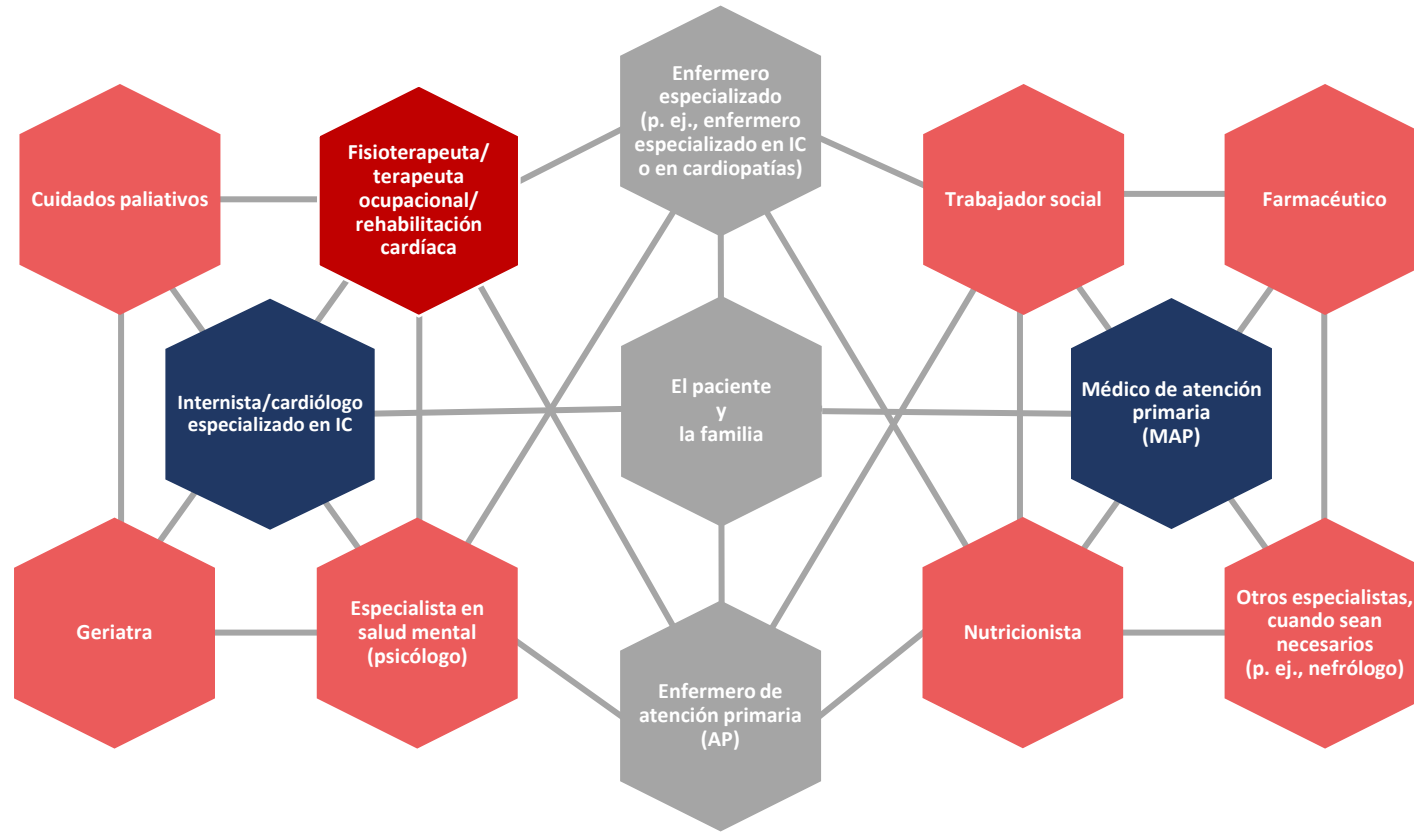 Enfermero
especializado
(p. ej., enfermero
especializado en IC
o en cardiopatías)
Cuidados paliativos
Fisioterapeuta/
terapeuta
ocupacional/
rehabilitación
cardíaca
Trabajador social
Farmacéutico
Internista/cardiólogo
especializado en IC
El paciente
y
la familia
Médico de atención
primaria
(MAP)
Geriatra
Especialista en
salud mental
(psicólogo)
Enfermero de
atención primaria
(AP)
Nutricionista
Otros especialistas,
cuando sean
necesarios
(p. ej., nefrólogo)